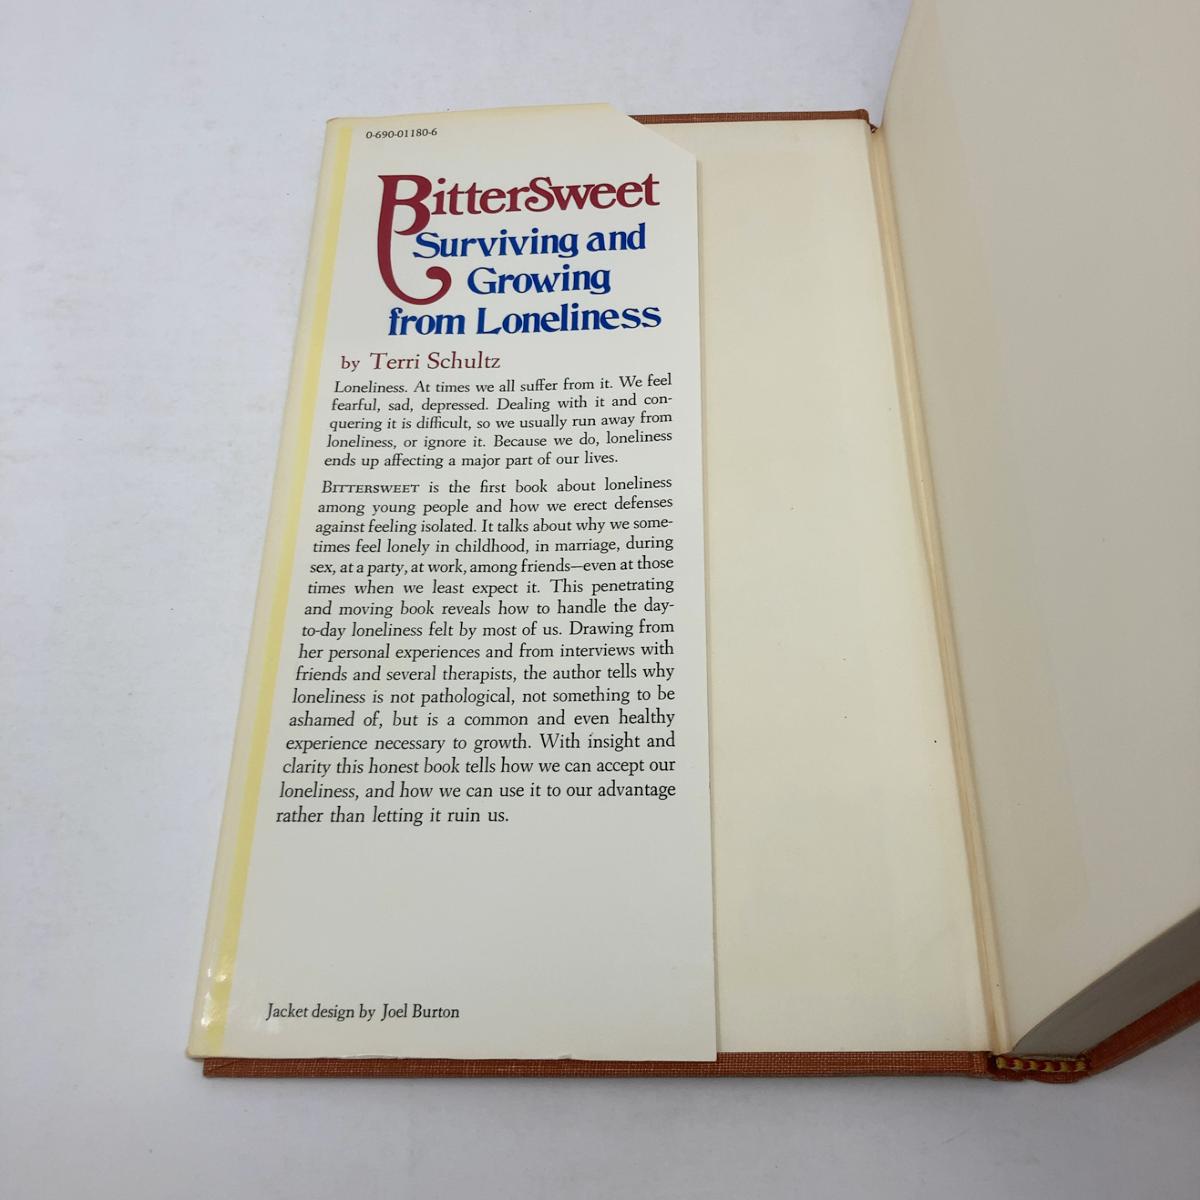 0-690-01180-6
BitterSweet
Surviving and
Growing
from Loneliness
by Terri Schultz
Loneliness. At times we all suffer from it. We feel
fearful, sad, depressed. Dealing with it and con-
quering it is difficult, so we usually run away from
loneliness, or ignore it. Because we do, loneliness
ends up affecting a major part of our lives.
BITTERSWEET is the first book about loneliness
among young people and how we erect defenses
against feeling isolated. It talks about why we some-
times feel lonely in childhood, in marriage, during
sex, at a party, at work, among friends—even at those
times when we least expect it. This penetrating
and moving book reveals how to handle the day-
to-day loneliness felt by most of us. Drawing from
her personal experiences and from interviews with
friends and several therapists, the author tells why
loneliness is not pathological, not something to be
ashamed of, but is a common and even healthy
experience necessary to growth. With insight and
clarity this honest book tells how we can accept our
loneliness, and how we can use it to our advantage
rather than letting it ruin us.
Jacket design by Joel Burton